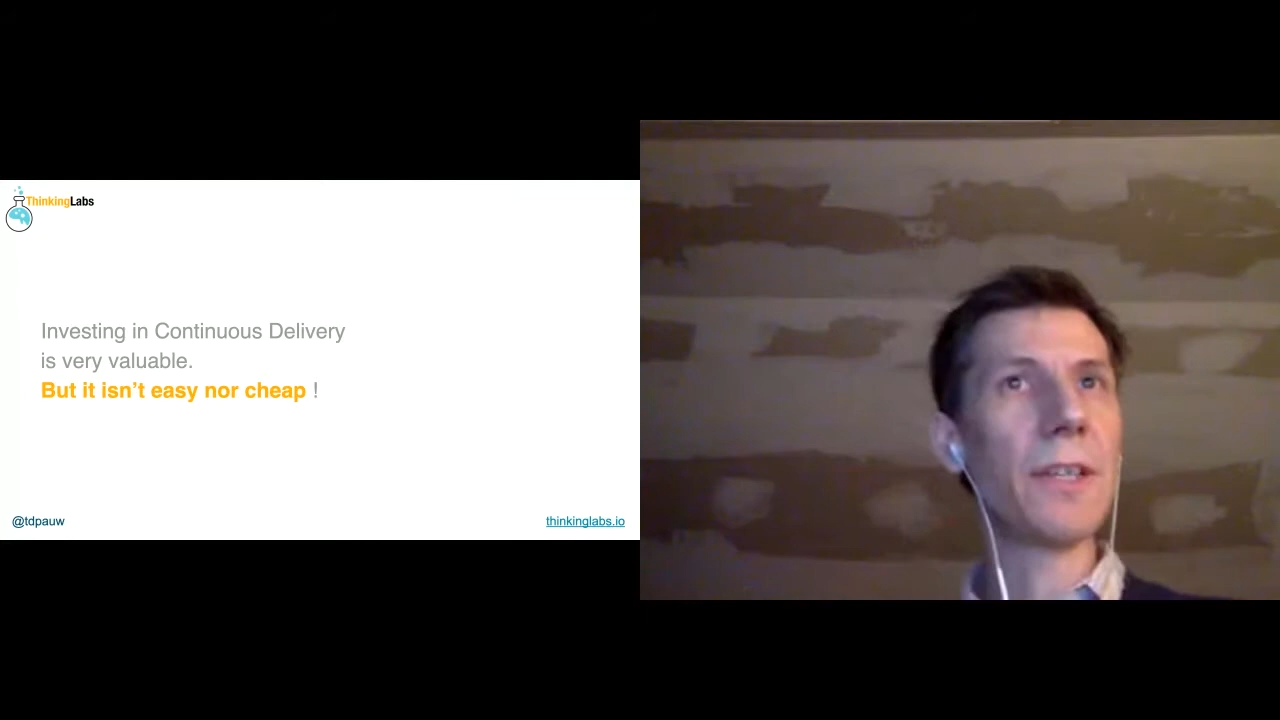 ThinkingLabs
Investing in Continuous Delivery
is very valuable.
But it isn’t easy nor cheap !
@tdpauw
thinkinglabs.io